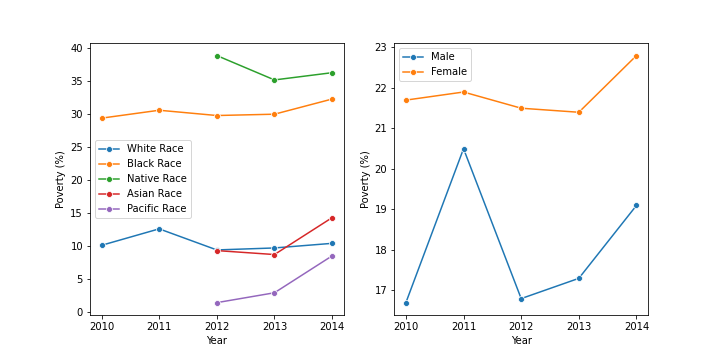 40
35
30
25
20
15
10
5
0
Poverty (%)
White Race
Black Race
Native Race
Asian Race
Pacific Race
2010 2011 2012 2013 2014
Year
23
22
21
20
19
18
17
Poverty (%)
Male
Female
2010 2011 2012 2013 2014
Year